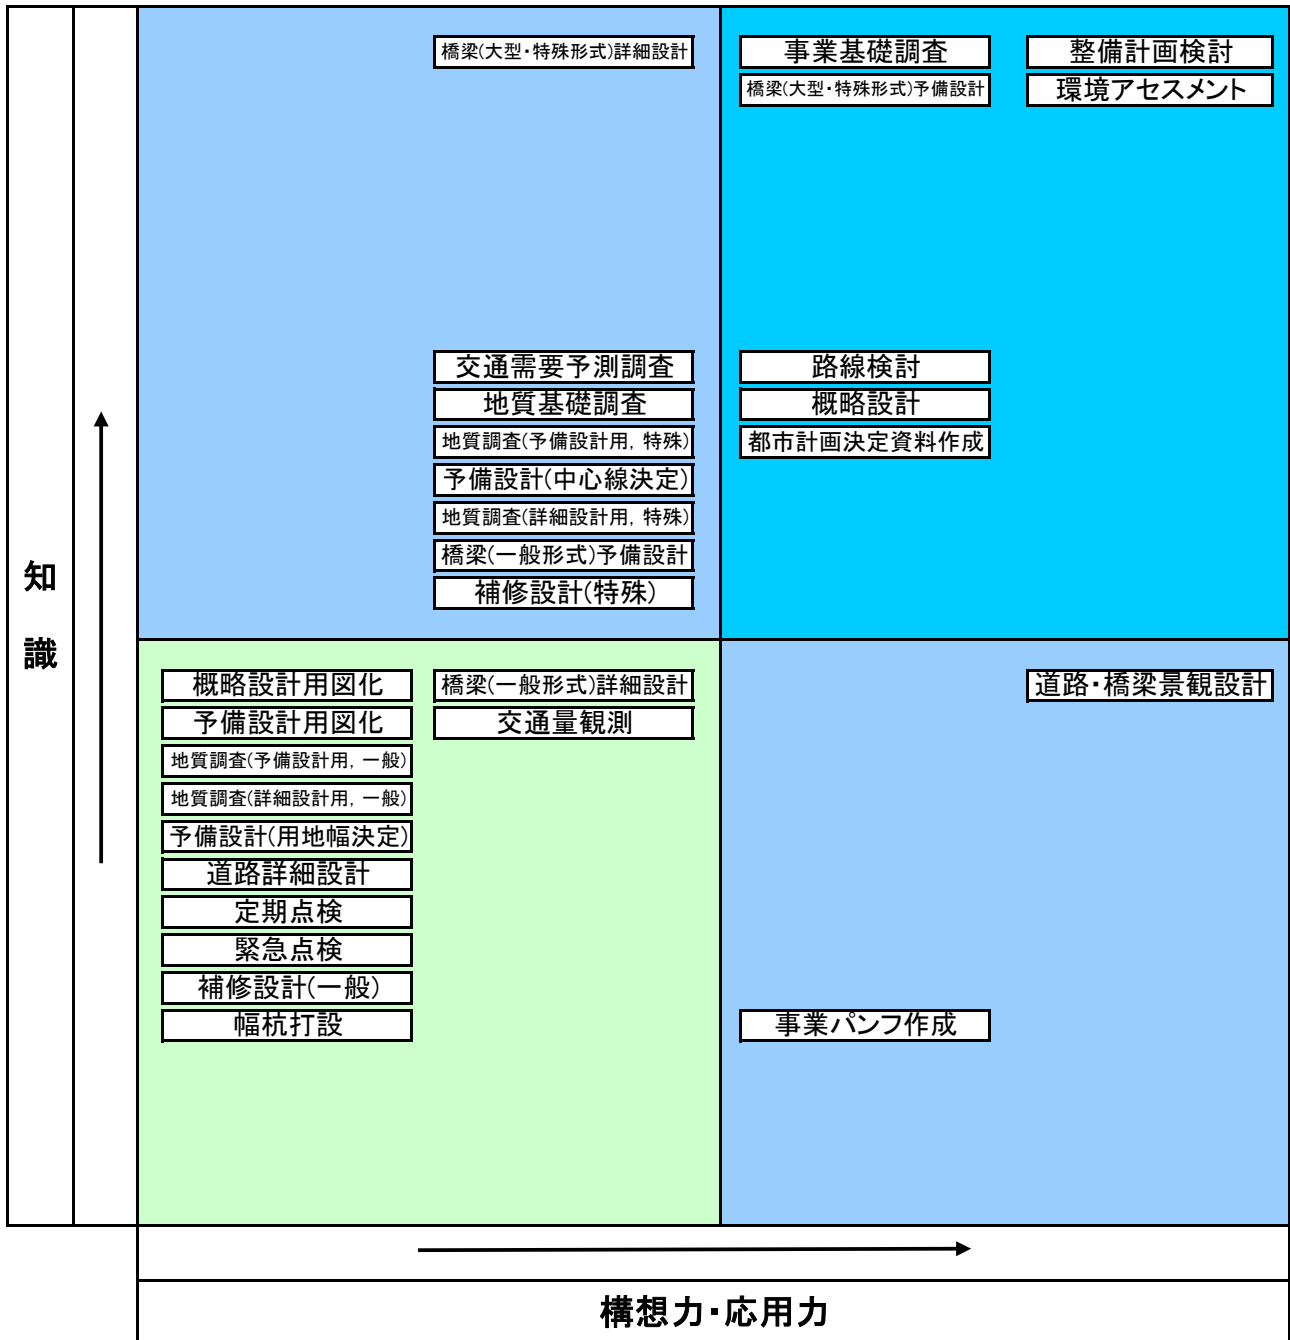 橋梁(大型・特殊形式)詳細設計
事業基礎調査
整備計画検討
橋梁(大型・特殊形式)予備設計
環境アセスメント
交通需要予測調査
路線検討
地質基礎調査
概略設計
地質調査(予備設計用, 特殊)
都市計画決定資料作成
予備設計(中心線決定)
地質調査(詳細設計用, 特殊)
橋梁(一般形式)予備設計
補修設計(特殊)
知
識
概略設計用図化
橋梁(一般形式)詳細設計
道路・橋梁景観設計
予備設計用図化
交通量観測
地質調査(予備設計用, 一般)
地質調査(詳細設計用, 一般)
予備設計(用地幅決定)
道路詳細設計
定期点検
緊急点検
補修設計(一般)
幅杭打設
事業パンフ作成
構想力・応用力